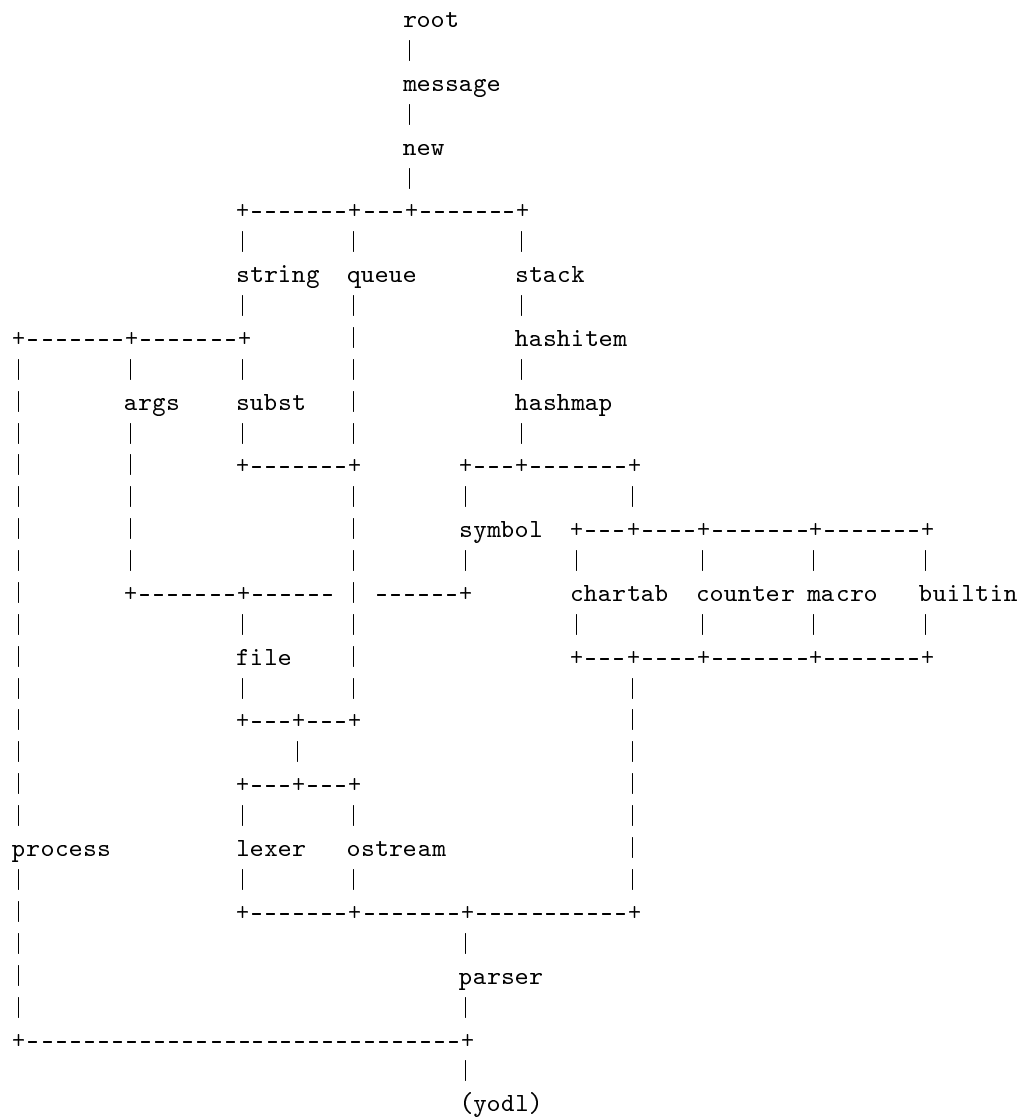 root
|
message
|
new
|
+-------+---+-------+
| | |
string queue stack
| | |
+-------+-------+ | hashitem
| | | | |
| args subst | hashmap
| | | | |
| | +-------+ +---+-------+
| | | | |
| | | symbol +---+----+-------+-------+
| | | | | | | |
| +-------+------ | ------+ chartab counter macro builtin
| | | | | | |
| file | +---+----+-------+-------+
| | | |
| +---+---+ |
| | |
| +---+---+ |
| | | |
process lexer ostream |
| | | |
| +-------+-------+-----------+
| |
| parser
| |
+-------------------------------+
|
(yodl)